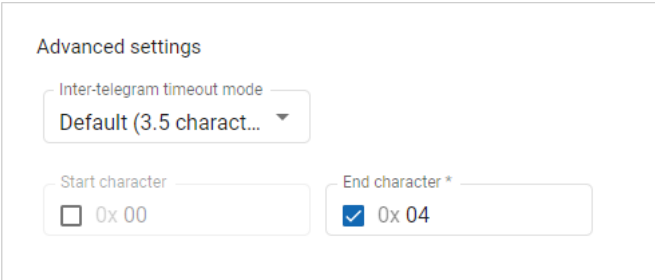 Advanced settings
Inter-telegram timeout mode
Default (3.5 charact...
Start character
0x 00
End character *
0x 04